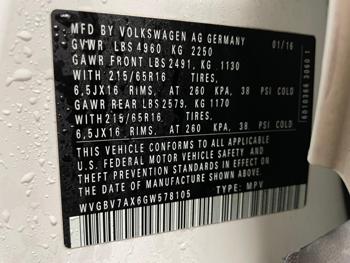 MFD BY VOLKSWAGEN AG GERMANY
01/16
GVWR LBS 4960 KG 2250
GAWR FRONT LBS 2491, KG 1130
WITH 215/65R16 TIRES,
6,5JX16 RIMS, AT 260 KPA, 38 PSI COLD
GAWR REAR LBS 2579, KG 1170
WITH 215/65R16 TIRES,
6,5JX16 RIMS, AT 260 KPA, 38 PSI COLD
THIS VEHICLE CONFORMS TO ALL APPLICABLE
U.S. FEDERAL MOTOR VEHICLE SAFETY AND
THEFT PREVENTION STANDARDS IN EFFECT ON
THE DATE OF MANUFACTURE SHOWN ABOVE.
WVGBV7AX6GW578105 TYPE: MPV